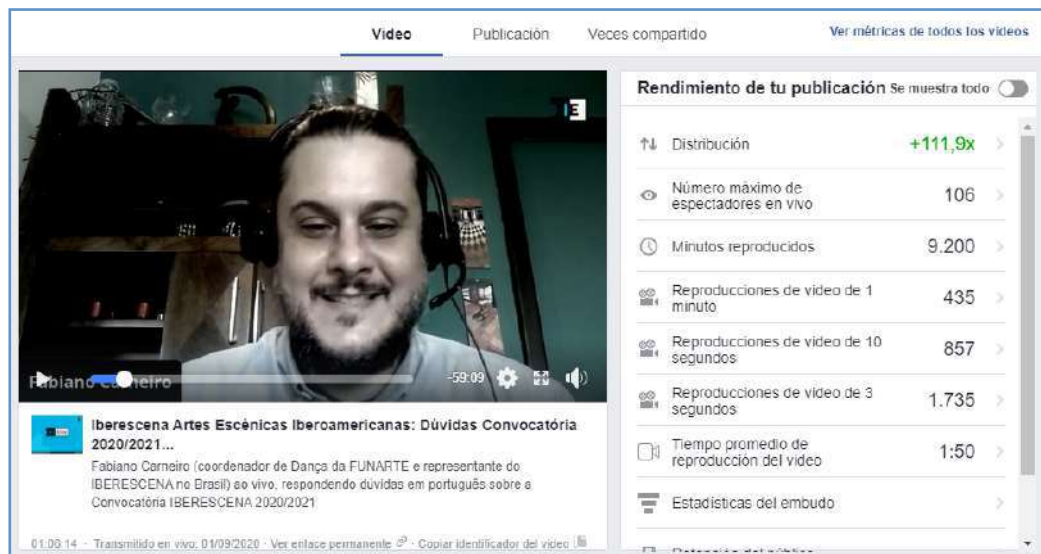 Video Publicación Veces compartido Ver métricas de todos los videos
IE
Fabiano Carneiro
-59:09
Iberescena Artes Escénicas Iberoamericanas: Dúvidas Convocatória
2020/2021...
Fabiano Carneiro (coordenador de Dança da FUNARTE e representante do
IBERESCENA no Brasil) ao vivo, respondendo dúvidas em português sobre a
Convocatória IBERESCENA 2020/2021
01:06:14 · Transmitido en vivo: 01/09/2020 · Ver enlace permanente · Copiar identificador del video
Rendimiento de tu publicación Se muestra todo
Distribución +111,9x
Número máximo de
espectadores en vivo 106
Minutos reproducidos 9.200
Reproducciones de video de 1
minuto 435
Reproducciones de video de 10
segundos 857
Reproducciones de video de 3
segundos 1.735
Tiempo promedio de
reproducción del video 1:50
Estadísticas del embudo